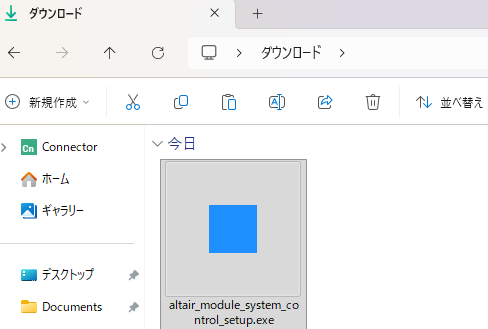 ダウンロード
ダウンロード
新規作成
並べ替え
Cn Connector
今日
ホーム
ギャラリー
デスクトップ
Documents
altair_module_system_co
ntrol_setup.exe